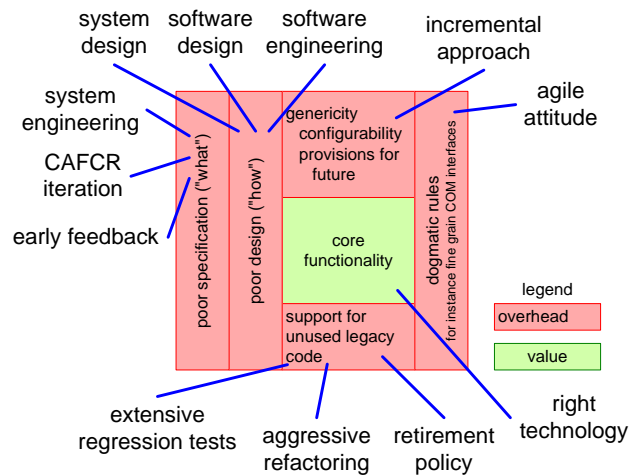 system design
software design
software engineering
incremental approach
system engineering
agile attitude
CAFCR iteration
early feedback
poor specification ("what")
poor design ("how")
genericity
configurability
provisions for
future
core
functionality
support for
unused legacy
code
dogmatic rules
for instance fine grain COM interfaces
legend
overhead
value
extensive
regression tests
aggressive
refactoring
retirement
policy
right
technology